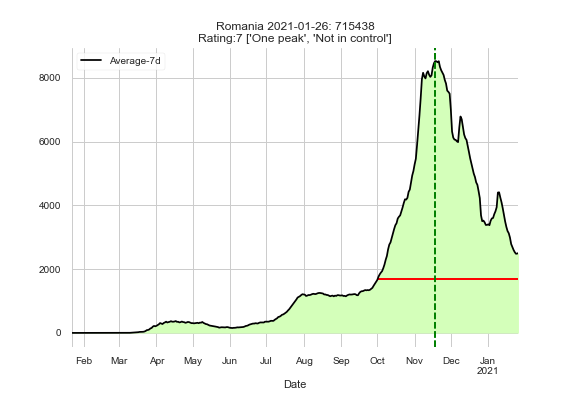 Romania 2021-01-26: 715438
Rating:7 ['One peak', 'Not in control']
Average-7d
8000
6000
4000
2000
0
Feb Mar Apr May Jun Jul Aug Sep Oct Nov Dec Jan
2021
Date